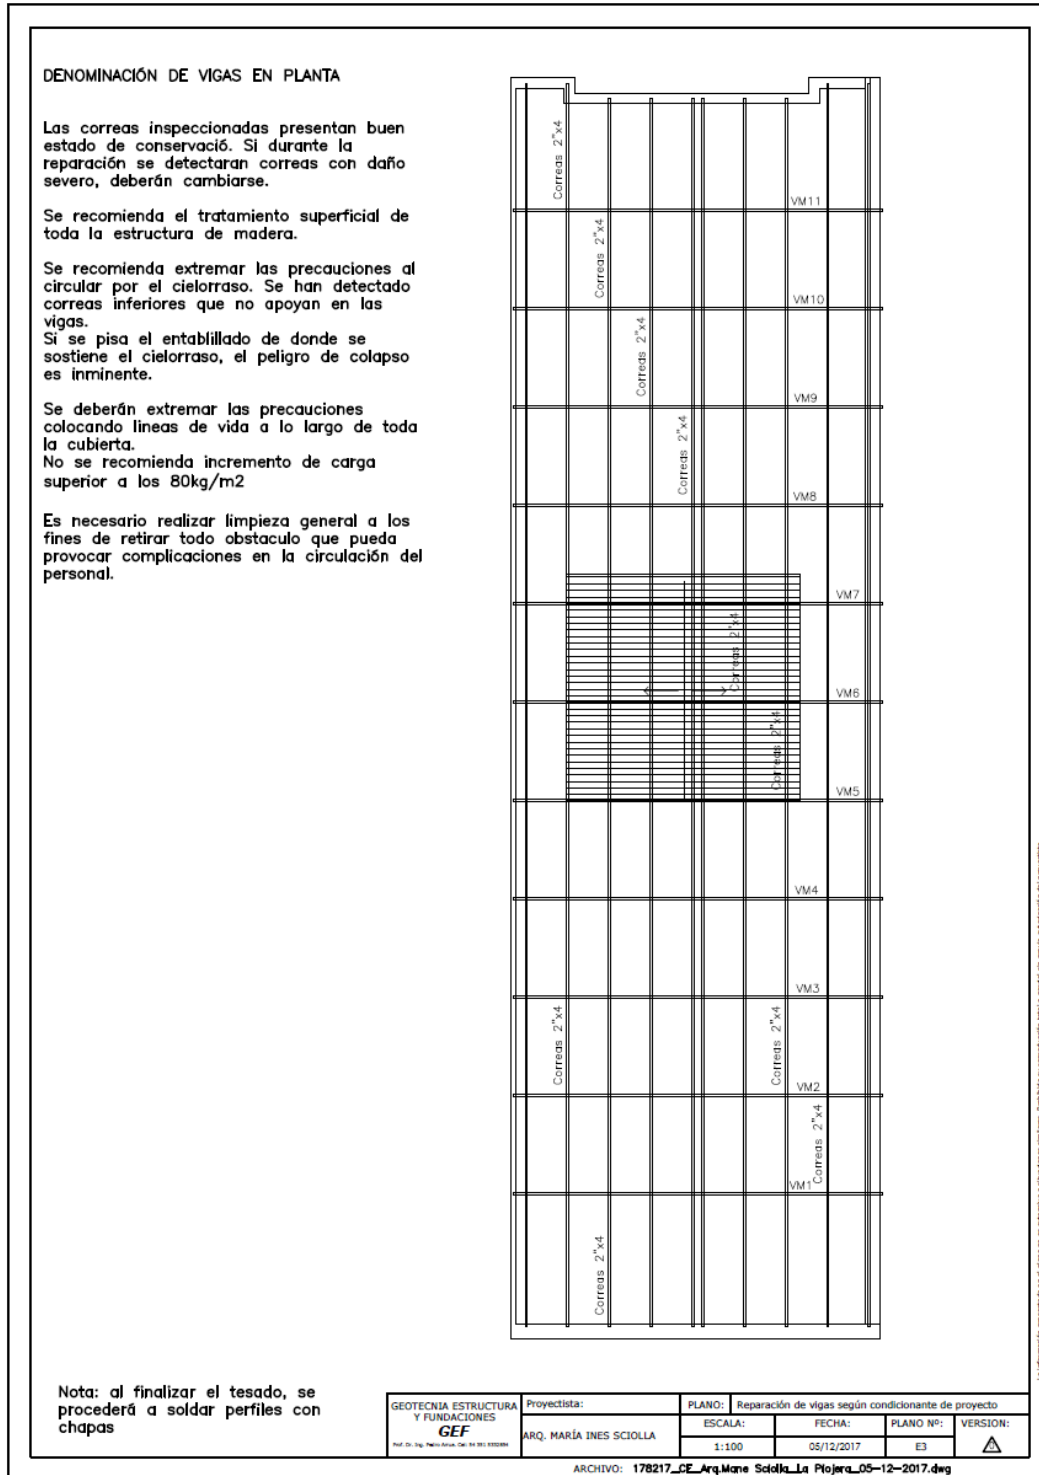 DENOMINACIÓN DE VIGAS EN PLANTA
Las correas inspeccionadas presentan buen
estado de conservació. Si durante la
reparación se detectaran correas con daño
severo, deberán cambiarse.
Se recomienda el tratamiento superficial de
toda la estructura de madera.
Se recomienda extremar las precauciones al
circular por el cielorraso. Se han detectado
correas inferiores que no apoyan en las
vigas.
Si se pisa el entablillado de donde se
sostiene el cielorraso, el peligro de colapso
es inminente.
Se deberán extremar las precauciones
colocando lineas de vida a lo largo de toda
la cubierta.
No se recomienda incremento de carga
superior a los 80kg/m2
Es necesario realizar limpieza general a los
fines de retirar todo obstaculo que pueda
provocar complicaciones en la circulación del
personal.
Correas 2"x4
VM11
Correas 2"x4
VM10
Correas 2"x4
VM9
Correas 2"x4
VM8
VM7
Correas 2"x4
VM6
Correas 2"x4
VM5
VM4
VM3
Correas 2"x4
Correas 2"x4
VM2
Correas 2"x4
VM1
Correas 2"x4
Nota: al finalizar el tesado, se
procederá a soldar perfiles con
chapas
GEOTECNIA ESTRUCTURA
Y FUNDACIONES
GEF
Proyectista:
ARQ. MARÍA INES SCIOLLA
PLANO: Reparación de vigas según condicionante de proyecto
ESCALA: FECHA: PLANO Nº: VERSION:
1:100 05/12/2017 E3
ARCHIVO: 178217_CE_Arq.Mane Sciolla_La Piojera_05-12-2017.dwg